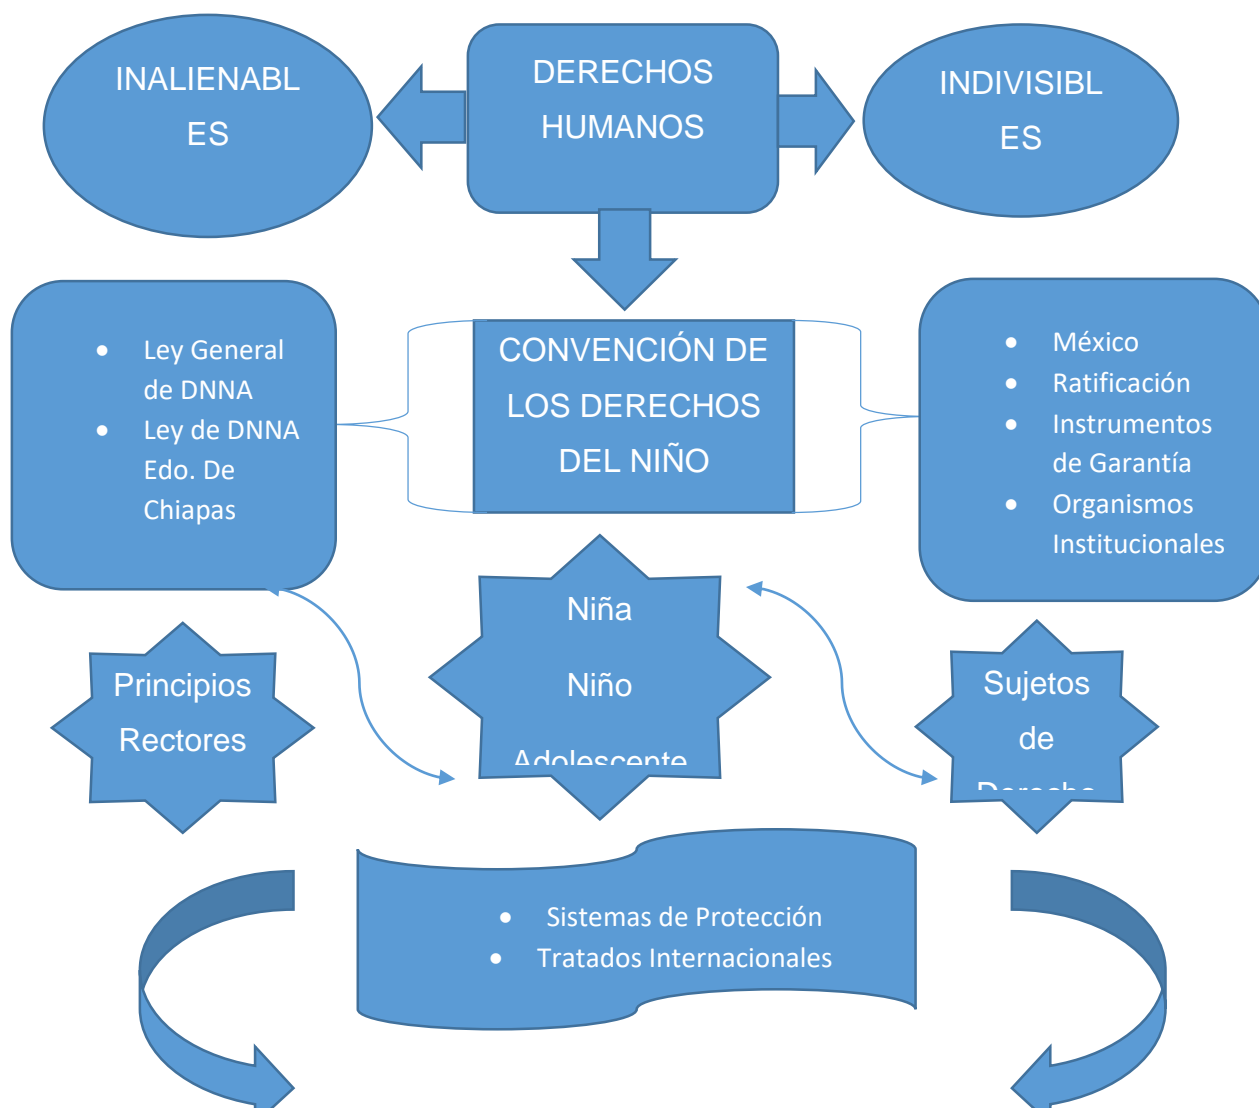 INALIENABL
ES
DERECHOS
HUMANOS
INDIVISIBL
ES
• Ley General
de DNNA
• Ley de DNNA
Edo. De
Chiapas
CONVENCIÓN DE
LOS DERECHOS
DEL NIÑO
• México
• Ratificación
• Instrumentos
de Garantía
• Organismos
Institucionales
Principios
Rectores
Niña
Niño
Adolescente
Sujetos
de
Derecho
• Sistemas de Protección
• Tratados Internacionales